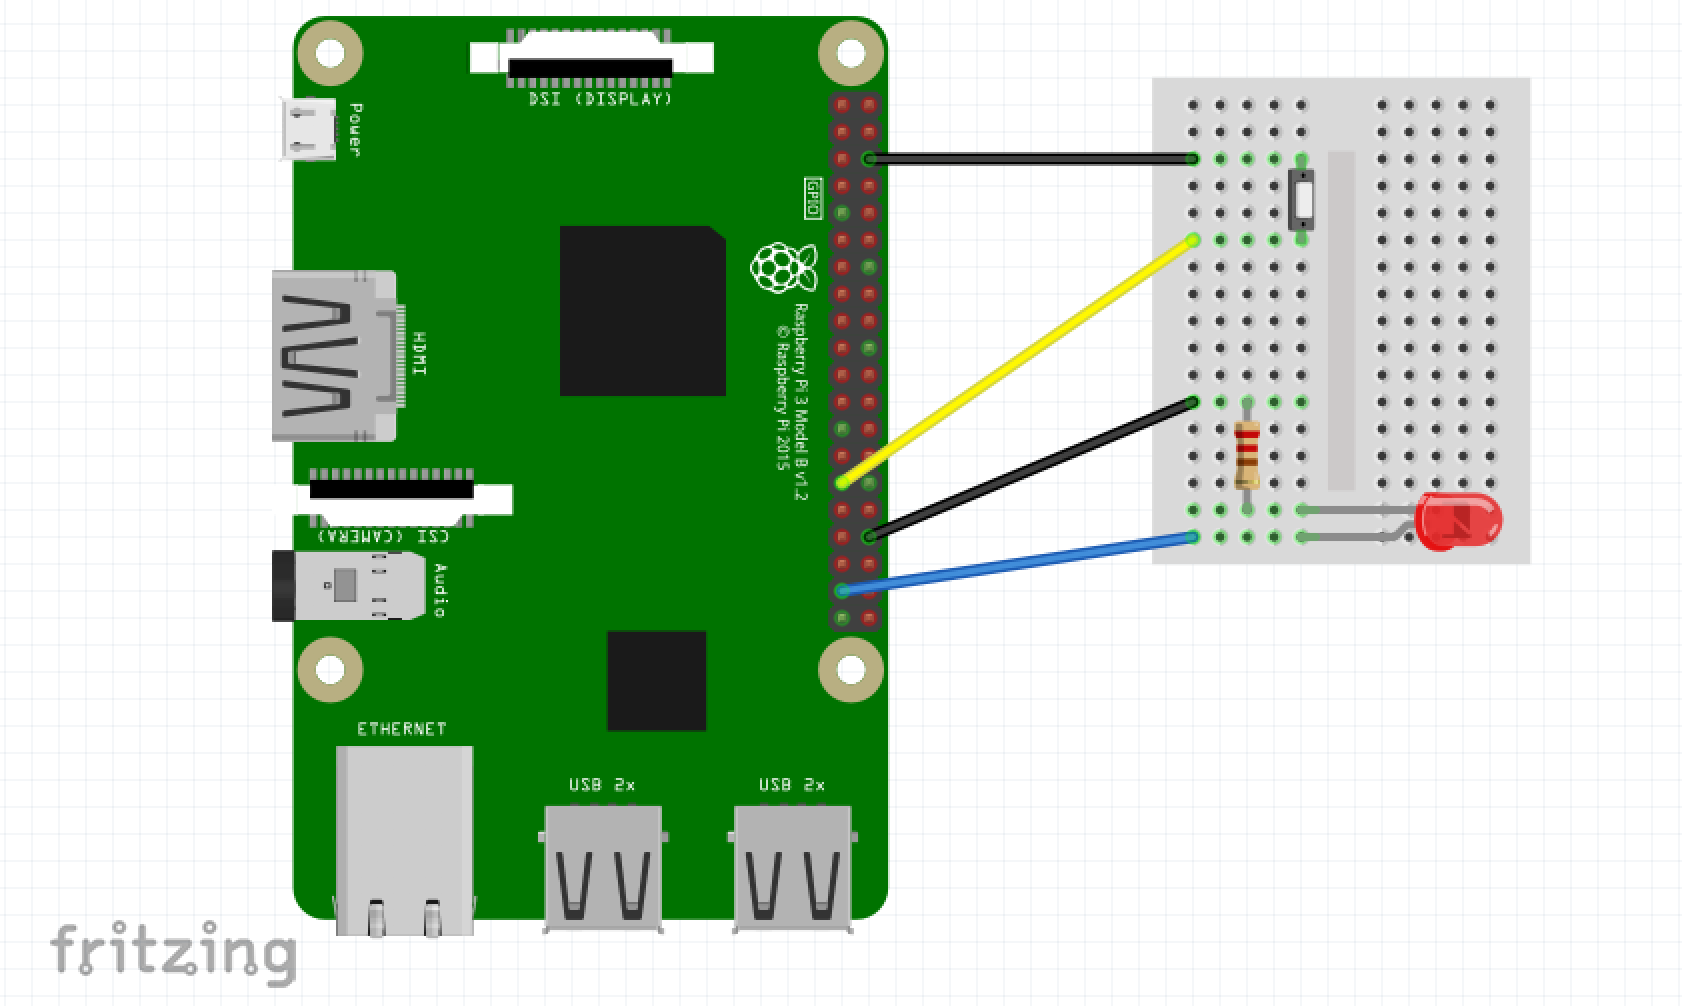 DSI (DISPLAY)
Power
GPIO
HDMI
Raspberry Pi 3 Model B v1.2
© Raspberry Pi 2015
CSI (CAMERA)
Audio
ETHERNET
USB 2x
USB 2x
fritzing